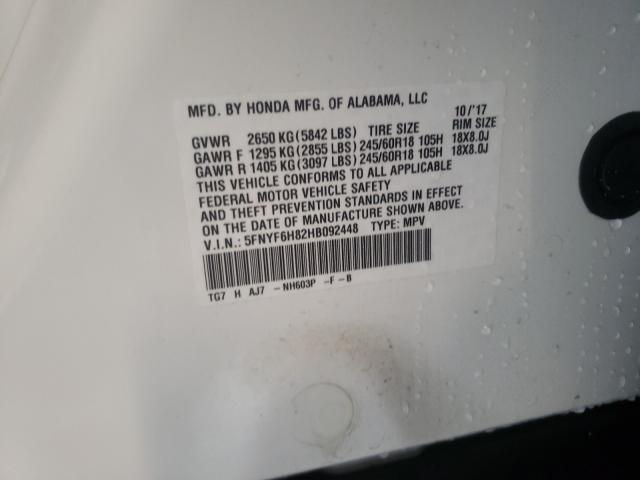 MFD. BY HONDA MFG. OF ALABAMA, LLC 10/'17
GVWR 2650 KG(5842 LBS) TIRE SIZE RIM SIZE
GAWR F 1295 KG(2855 LBS) 245/60R18 105H 18X8.0J
GAWR R 1405 KG(3097 LBS) 245/60R18 105H 18X8.0J
THIS VEHICLE CONFORMS TO ALL APPLICABLE
FEDERAL MOTOR VEHICLE SAFETY
AND THEFT PREVENTION STANDARDS IN EFFECT
ON THE DATE OF MANUFACTURE SHOWN ABOVE.
V.I.N.: 5FNYF6H82HB092448 TYPE: MPV
TG7 H AJ7 -NH603P -F -B